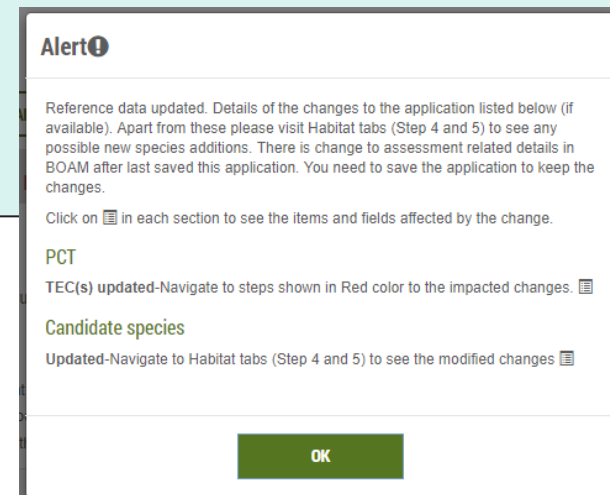 Alert
Reference data updated. Details of the changes to the application listed below (if
available). Apart from these please visit Habitat tabs (Step 4 and 5) to see any
possible new species additions. There is change to assessment related details in
BOAM after last saved this application. You need to save the application to keep the
changes.
Click on in each section to see the items and fields affected by the change.
PCT
TEC(s) updated-Navigate to steps shown in Red color to the impacted changes.
Candidate species
Updated-Navigate to Habitat tabs (Step 4 and 5) to see the modified changes
OK